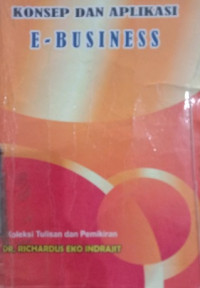 KONSEP DAN APLIKASI
E-BUSINESS
Koleksi Tulisan dan Pemikiran
DR. RICHARDUS EKO INDRAJIT